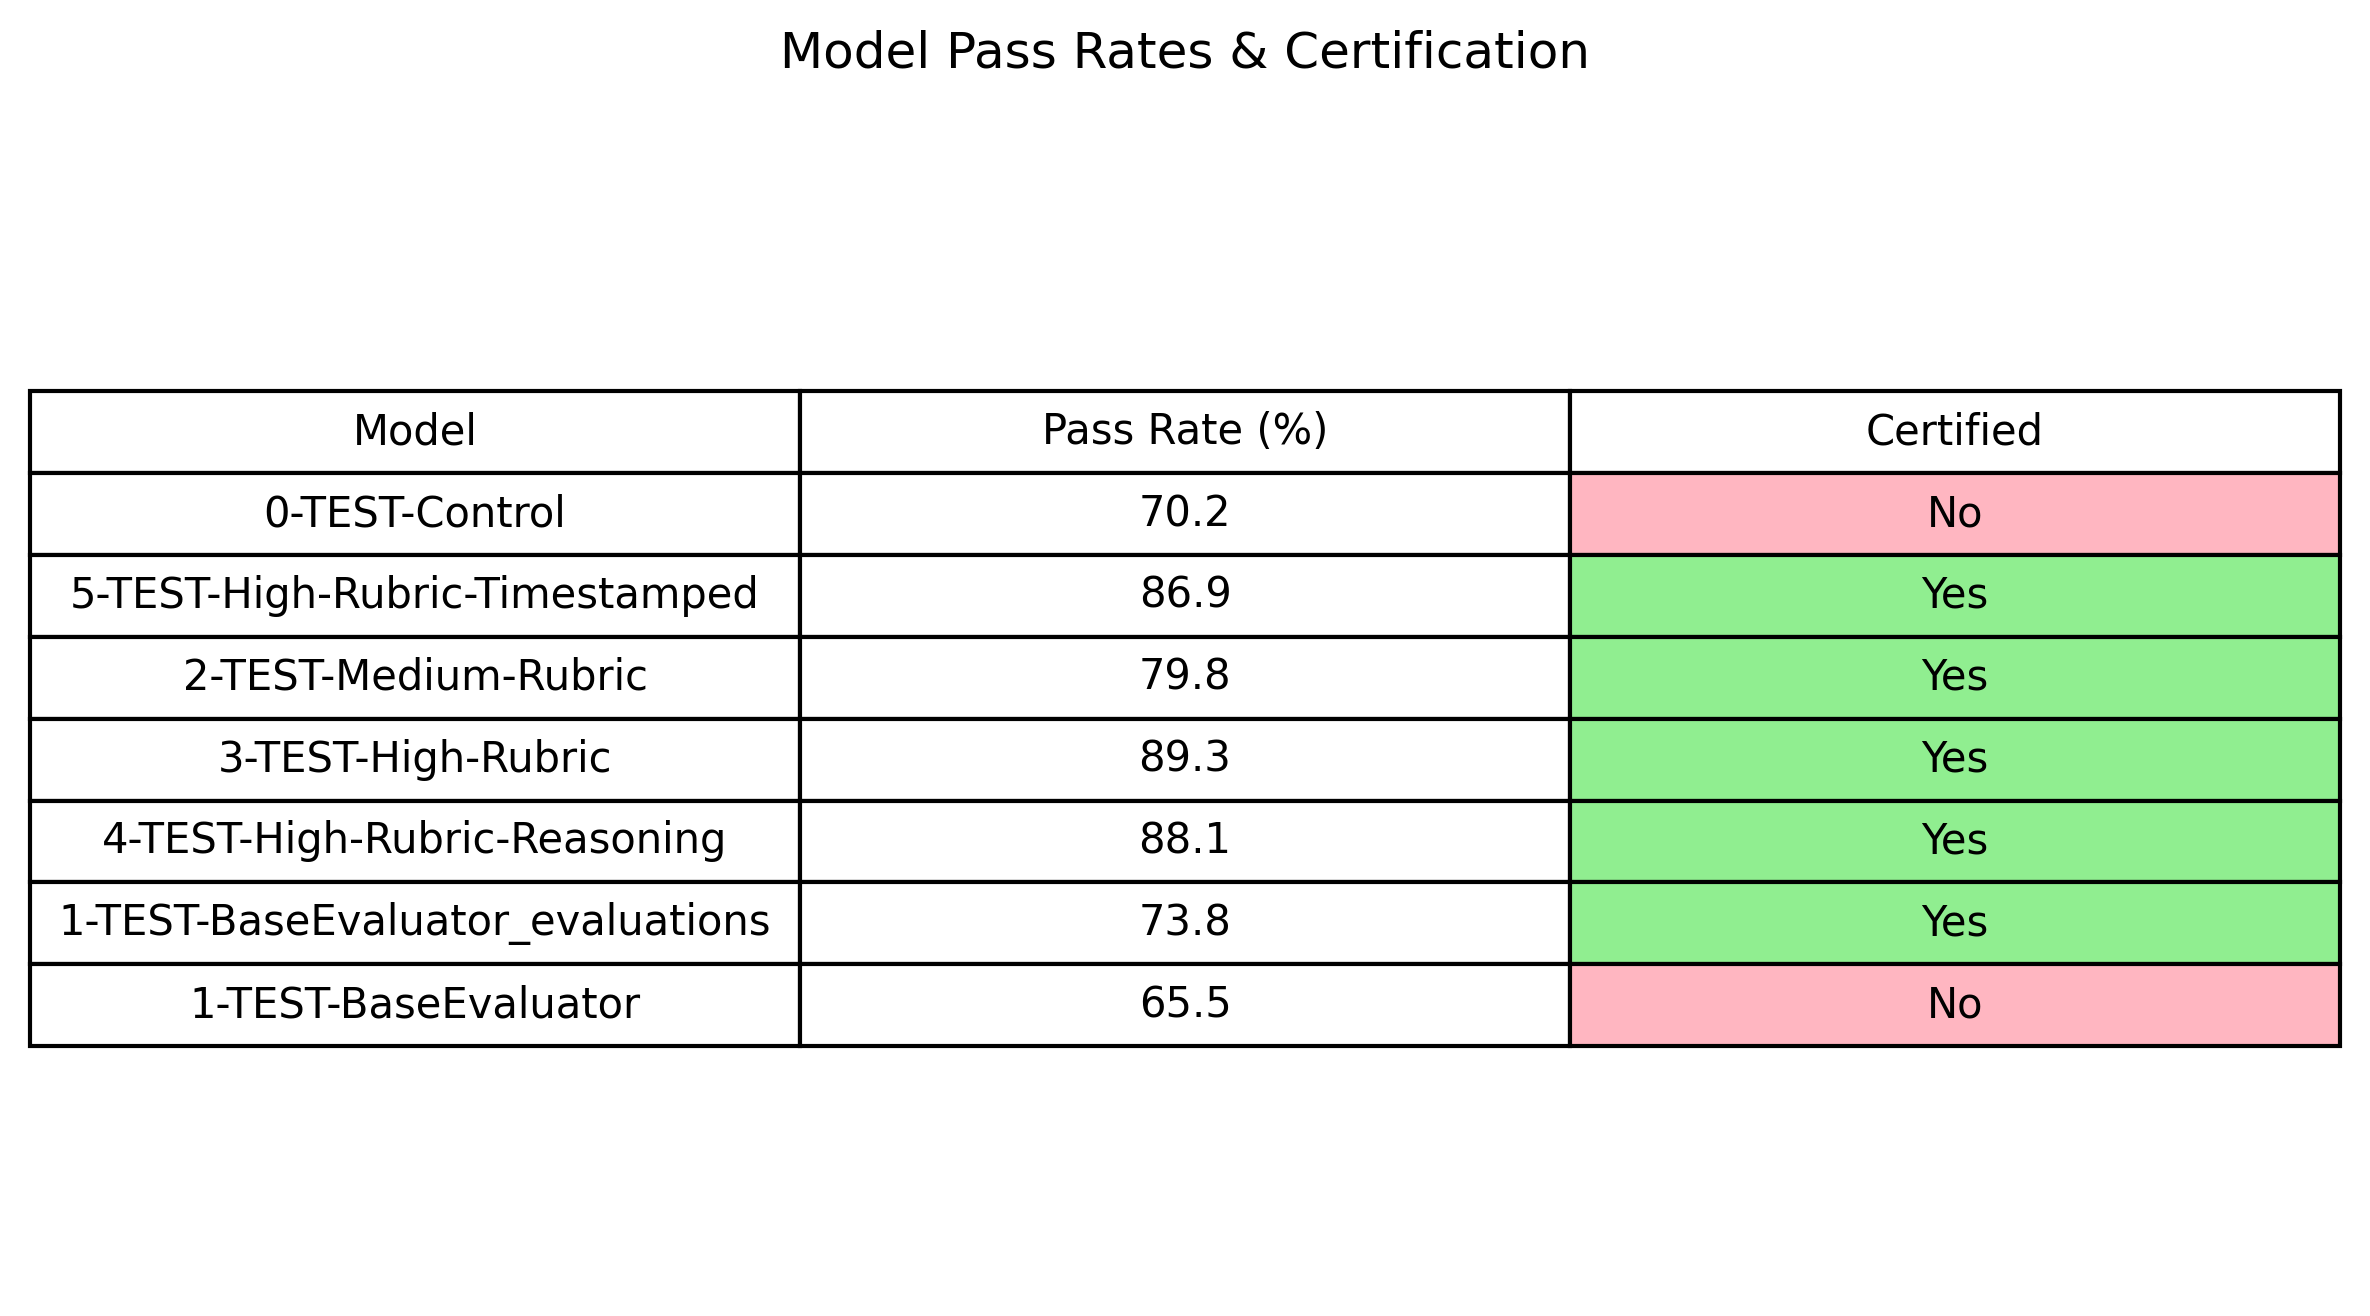 Model Pass Rates & Certification
Model Pass Rate (%) Certified
0-TEST-Control 70.2 No
5-TEST-High-Rubric-Timestamped 86.9 Yes
2-TEST-Medium-Rubric 79.8 Yes
3-TEST-High-Rubric 89.3 Yes
4-TEST-High-Rubric-Reasoning 88.1 Yes
1-TEST-BaseEvaluator_evaluations 73.8 Yes
1-TEST-BaseEvaluator 65.5 No